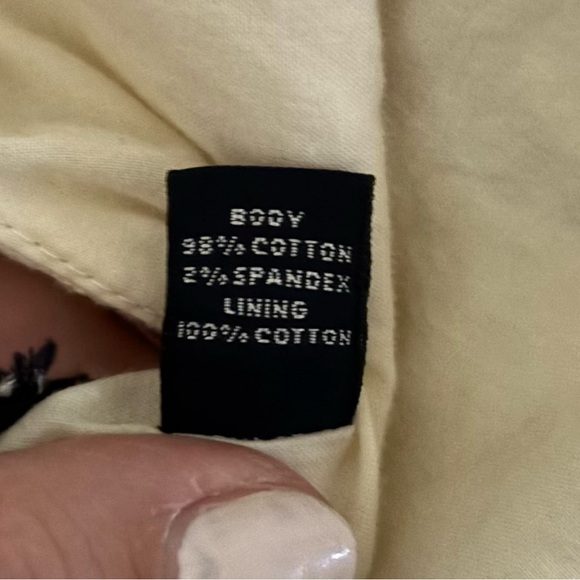 BODY
98% COTTON
2% SPANDEX
LINING
100% COTTON